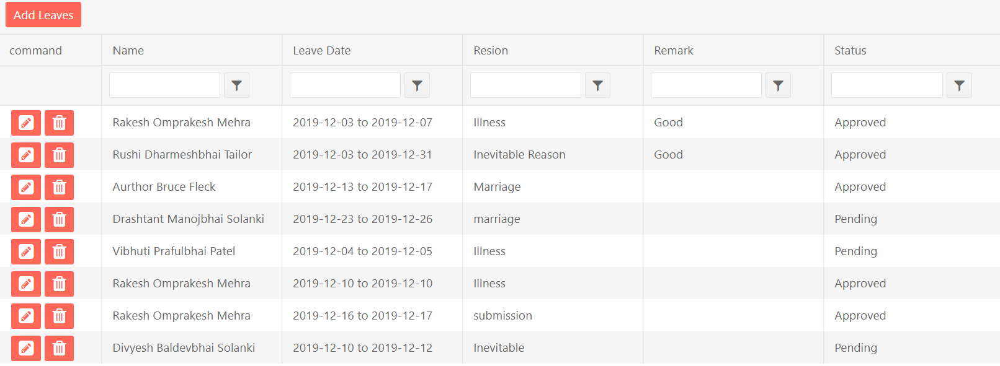 Add Leaves
command Name Leave Date Resion Remark Status
Rakesh Omprakesh Mehra 2019-12-03 to 2019-12-07 Illness Good Approved
Rushi Dharmeshbhai Tailor 2019-12-03 to 2019-12-31 Inevitable Reason Good Approved
Aurthor Bruce Fleck 2019-12-13 to 2019-12-17 Marriage Approved
Drashtant Manojbhai Solanki 2019-12-23 to 2019-12-26 marriage Pending
Vibhuti Prafulbhai Patel 2019-12-04 to 2019-12-05 Illness Pending
Rakesh Omprakesh Mehra 2019-12-10 to 2019-12-10 Illness Approved
Rakesh Omprakesh Mehra 2019-12-16 to 2019-12-17 submission Approved
Divyesh Baldevbhai Solanki 2019-12-10 to 2019-12-12 Inevitable Pending